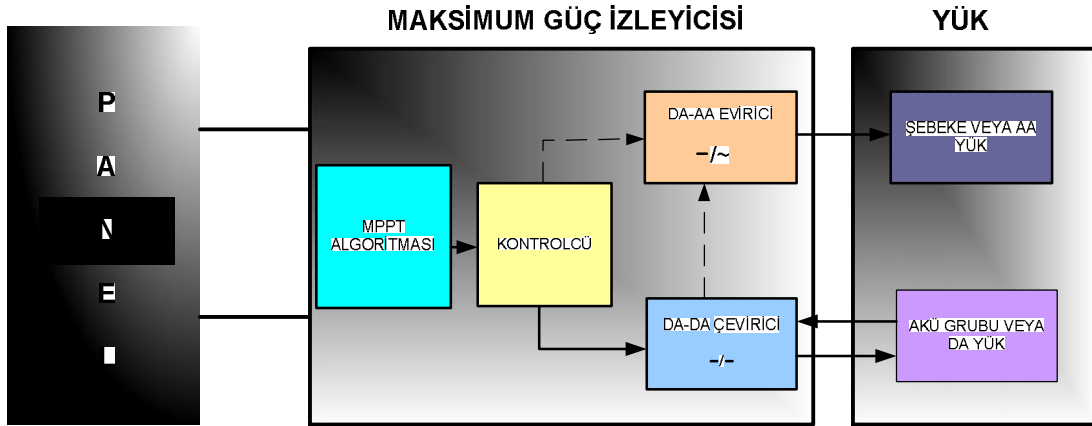 MAKSİMUM GÜÇ İZLEYİCİSİ
YÜK
P
A
N
E
DA-AA EVİRİCİ
−/~
ŞEBEKE VEYA AA
YÜK
MPPT
ALGORİTMASI
KONTROLCÜ
DA-DA ÇEVİRİCİ
−/−
AKÜ GRUBU VEYA
DA YÜK